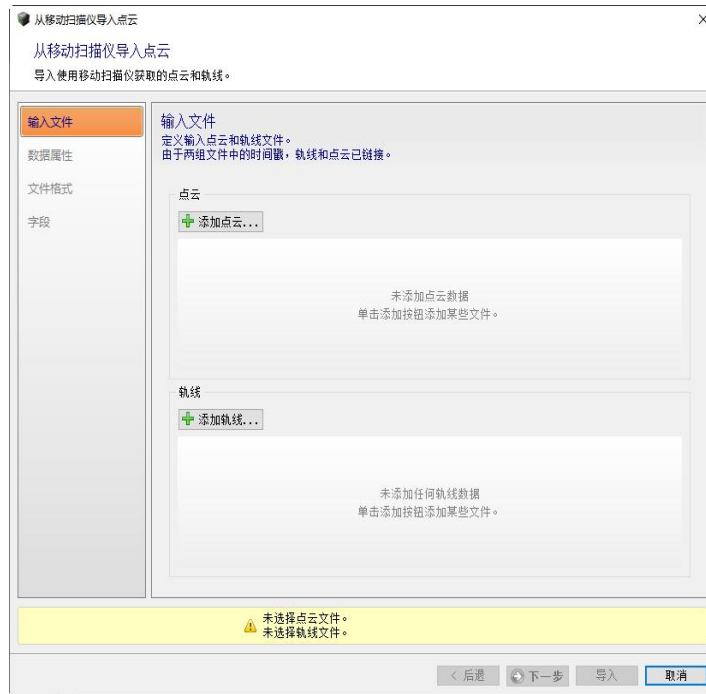 从移动扫描仪导入点云
从移动扫描仪导入点云
导入使用移动扫描仪获取的点云和轨线。
输入文件
数据属性
文件格式
字段
输入文件
定义输入点云和轨线文件。
由于两组文件中的时间戳，轨线和点云已链接。
点云
添加点云...
未添加点云数据
单击添加按钮添加某些文件。
轨线
添加轨线...
未添加任何轨线数据
单击添加按钮添加某些文件。
未选择点云文件。
未选择轨线文件。
< 后退
下一步
导入
取消